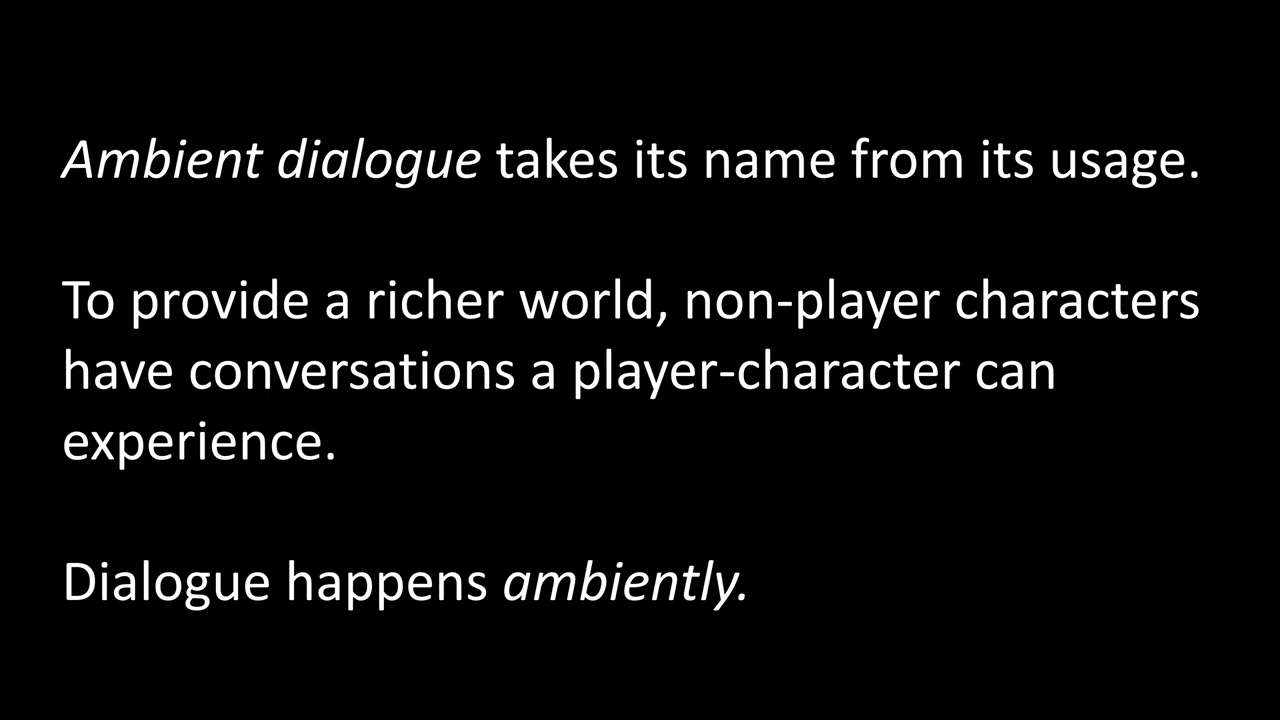 Ambient dialogue takes its name from its usage.
To provide a richer world, non-player characters
have conversations a player-character can
experience.
Dialogue happens ambiently.